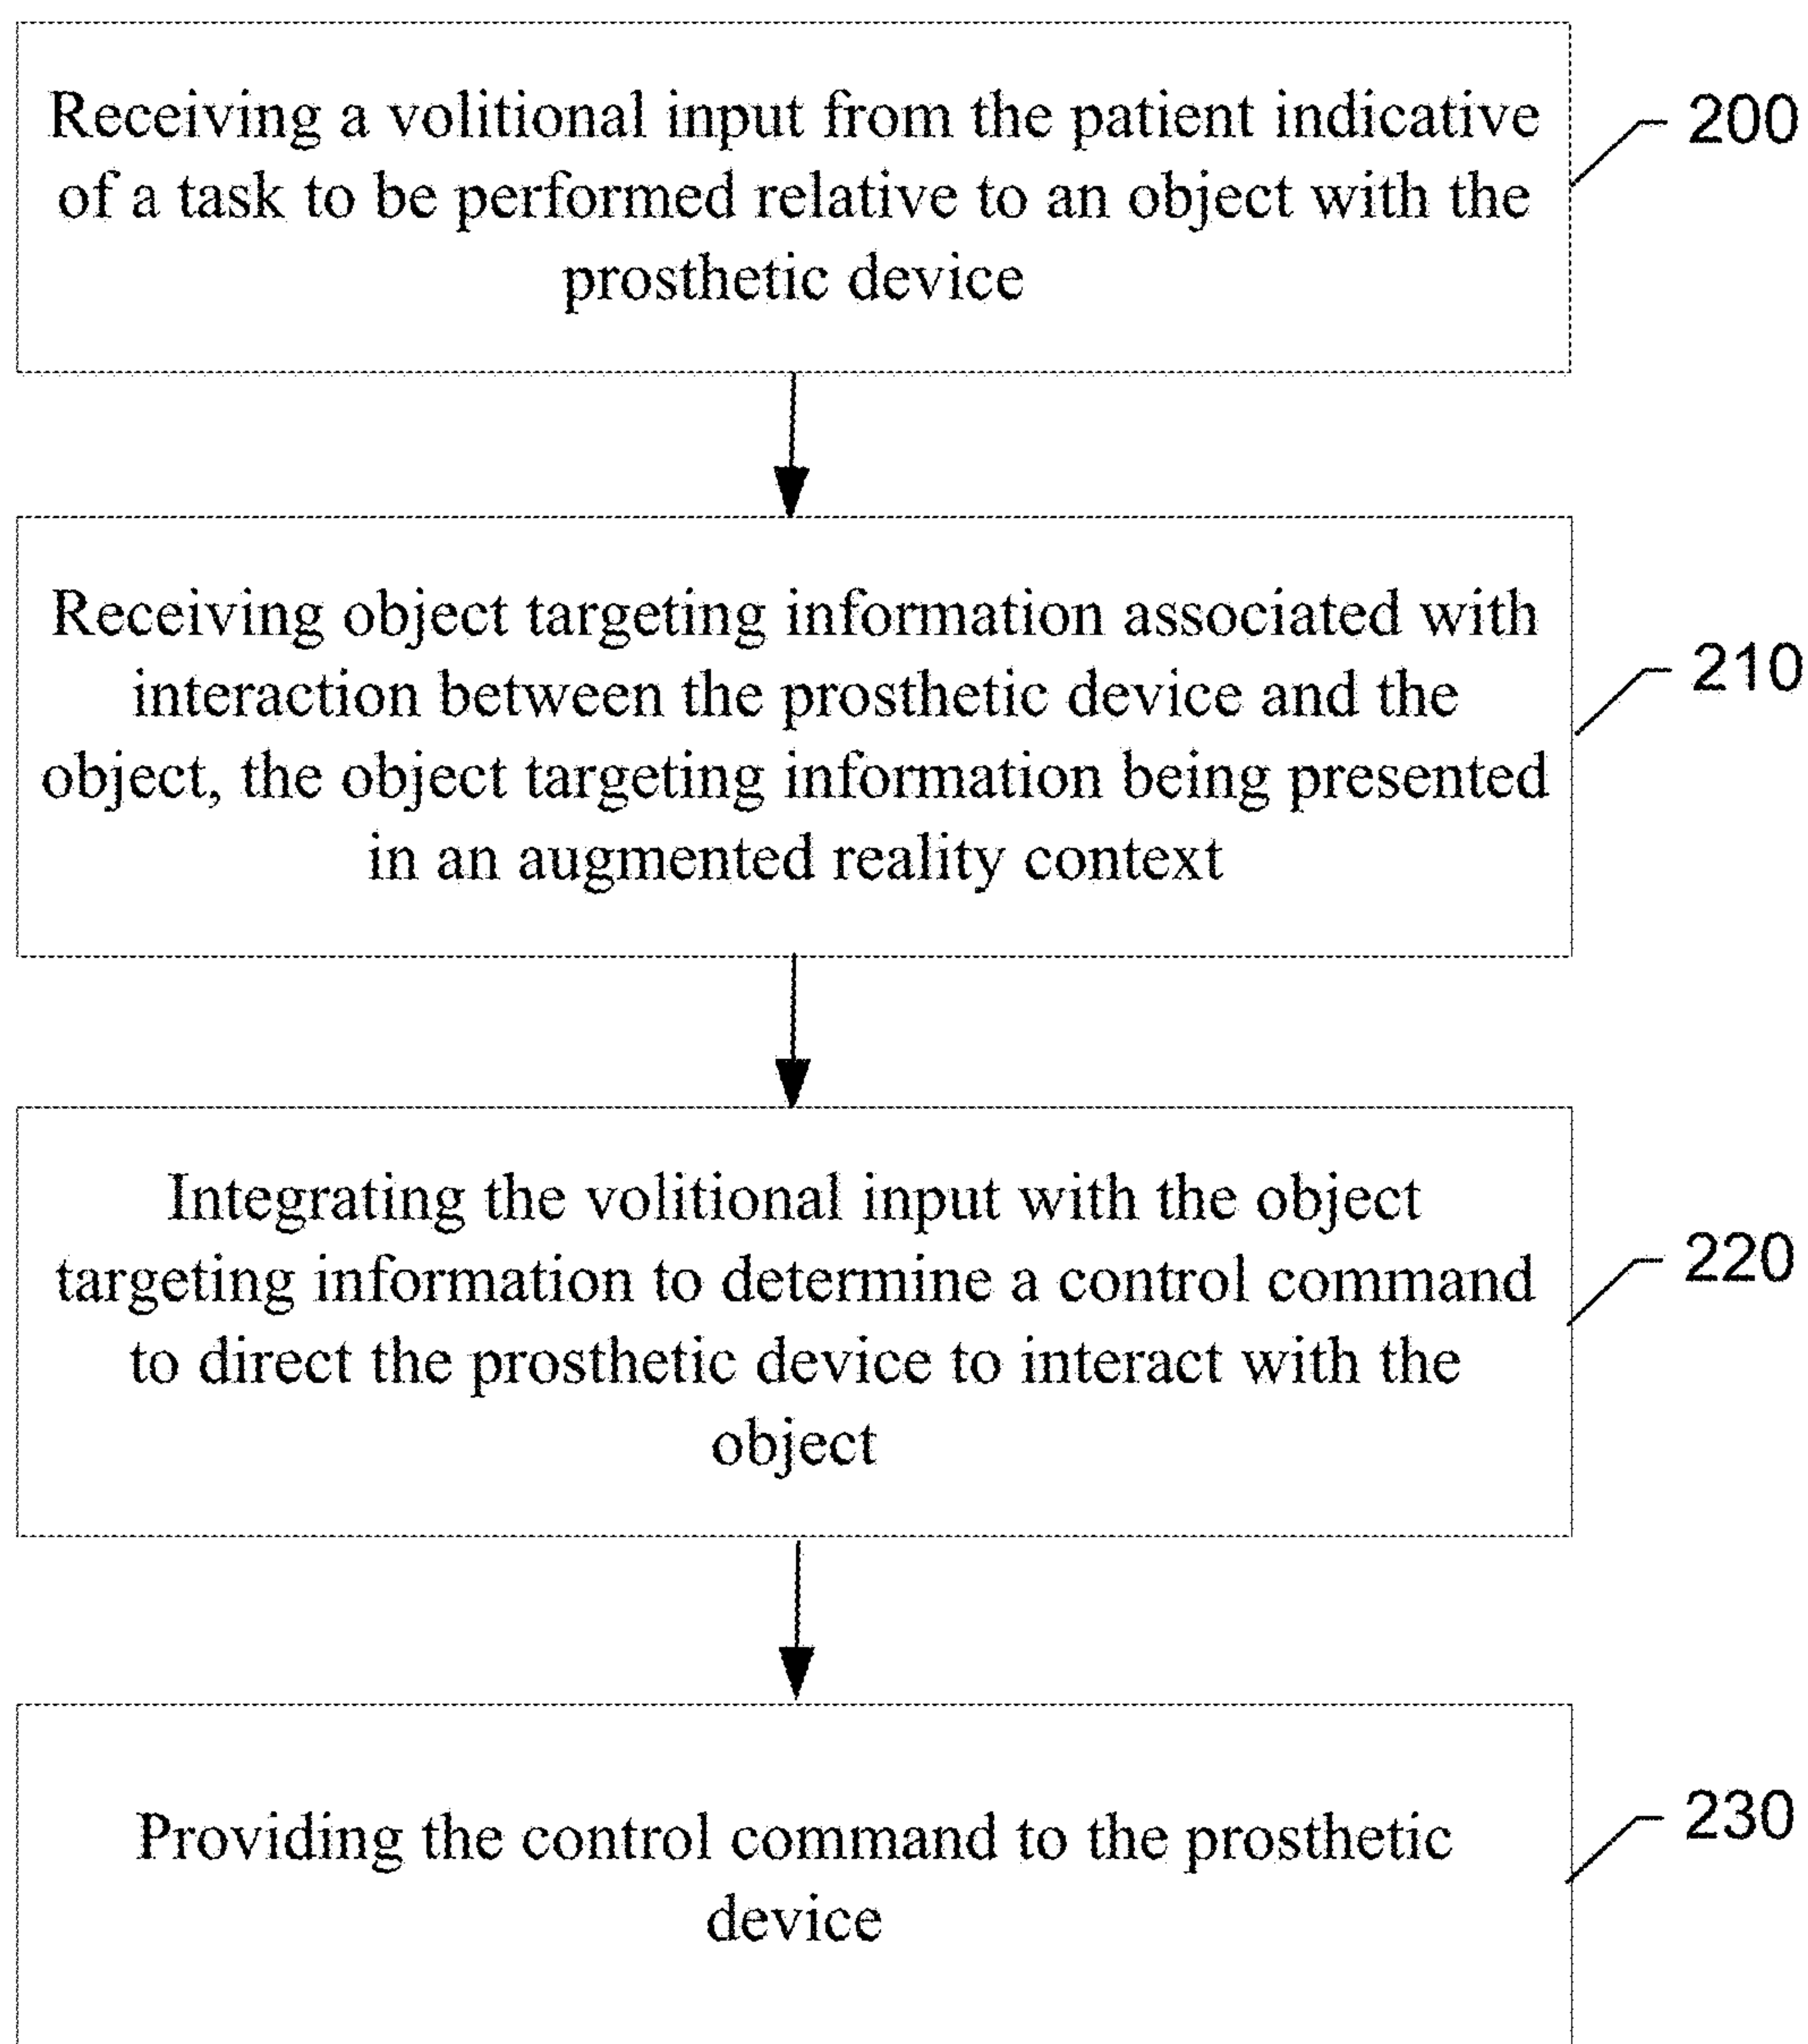 Receiving a volitional input from the patient indicative
of a task to be performed relative to an object with the
prosthetic device
200
Receiving object targeting information associated with
interaction between the prosthetic device and the
object, the object targeting information being presented
in an augmented reality context
210
Integrating the volitional input with the object
targeting information to determine a control command
to direct the prosthetic device to interact with the
object
220
Providing the control command to the prosthetic
device
230